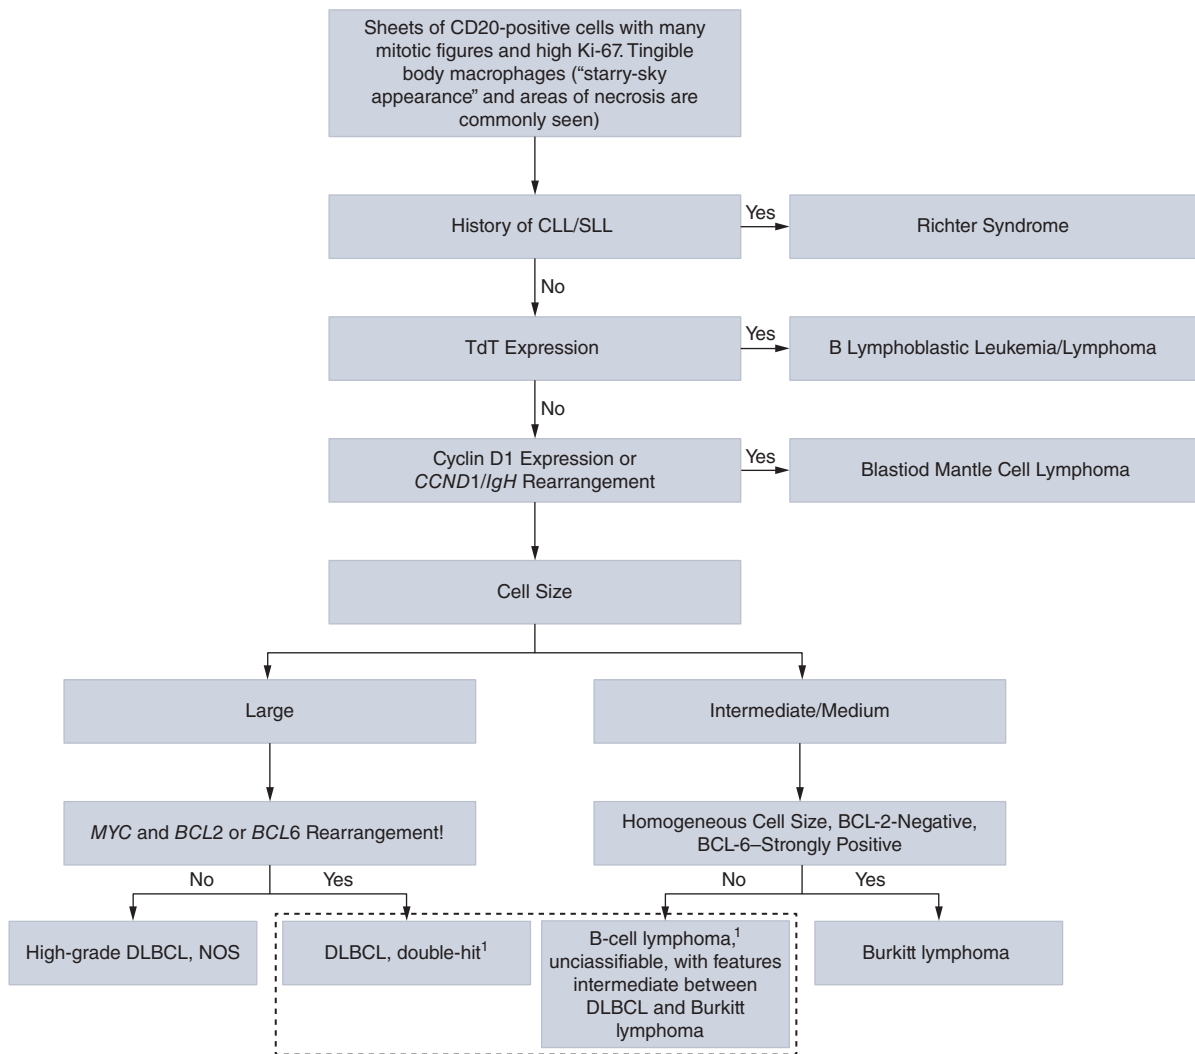 Sheets of CD20-positive cells with many
mitotic figures and high Ki-67. Tingible
body macrophages (“starry-sky
appearance” and areas of necrosis are
commonly seen)
History of CLL/SLL
Yes
Richter Syndrome
No
TdT Expression
Yes
B Lymphoblastic Leukemia/Lymphoma
No
Cyclin D1 Expression or
CCND1/IgH Rearrangement
Yes
Blastiod Mantle Cell Lymphoma
Cell Size
Large
Intermediate/Medium
MYC and BCL2 or BCL6 Rearrangement!
Homogeneous Cell Size, BCL-2-Negative,
BCL-6–Strongly Positive
No
Yes
No
Yes
High-grade DLBCL, NOS
DLBCL, double-hit¹
B-cell lymphoma,¹
unciassifiable, with features
intermediate between
DLBCL and Burkitt
lymphoma
Burkitt lymphoma